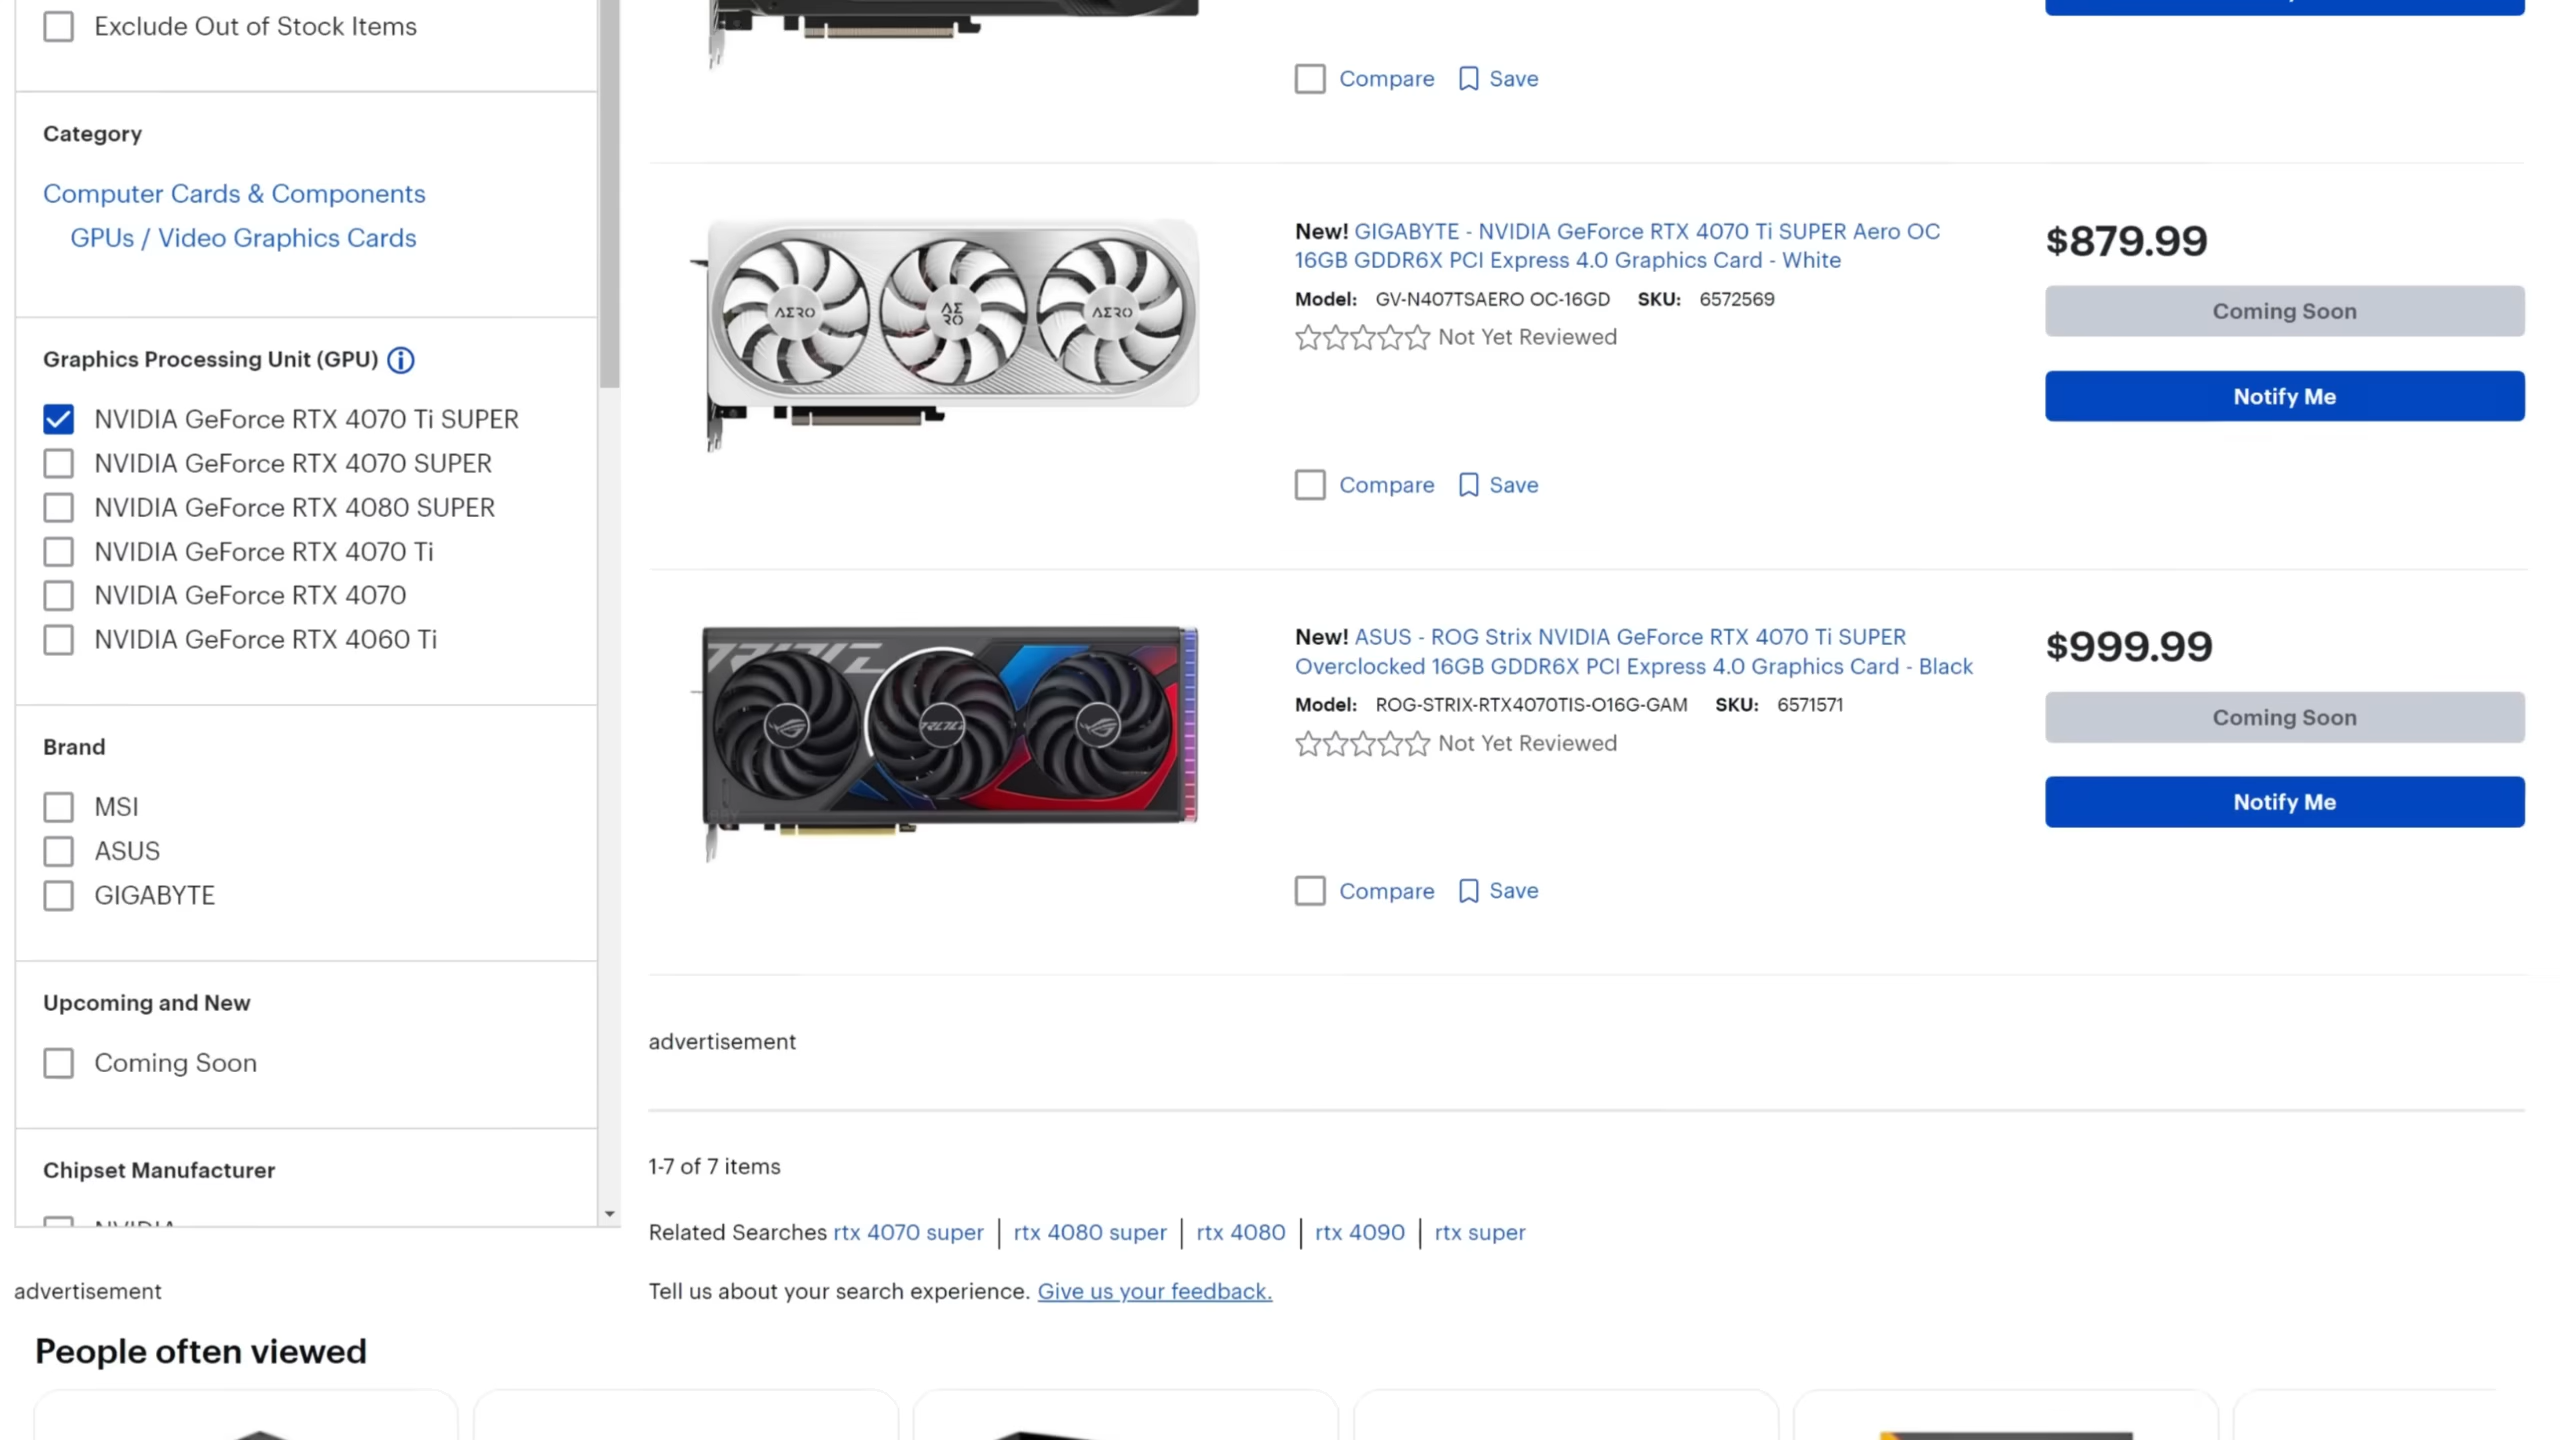 Exclude Out of Stock Items
Category
Computer Cards & Components
GPUs / Video Graphics Cards
Graphics Processing Unit (GPU)
NVIDIA GeForce RTX 4070 Ti SUPER
NVIDIA GeForce RTX 4070 SUPER
NVIDIA GeForce RTX 4080 SUPER
NVIDIA GeForce RTX 4070 Ti
NVIDIA GeForce RTX 4070
NVIDIA GeForce RTX 4060 Ti
Brand
MSI
ASUS
GIGABYTE
Upcoming and New
Coming Soon
Chipset Manufacturer
NVIDIA
advertisement
Compare Save
AERO AERO AERO
New! GIGABYTE - NVIDIA GeForce RTX 4070 Ti SUPER Aero OC
16GB GDDR6X PCI Express 4.0 Graphics Card - White
Model: GV-N407TSAERO OC-16GD SKU: 6572569
Not Yet Reviewed
Compare Save
$879.99
Coming Soon
Notify Me
New! ASUS - ROG Strix NVIDIA GeForce RTX 4070 Ti SUPER
Overclocked 16GB GDDR6X PCI Express 4.0 Graphics Card - Black
Model: ROG-STRIX-RTX4070TIS-O16G-GAM SKU: 6571571
Not Yet Reviewed
Compare Save
$999.99
Coming Soon
Notify Me
advertisement
1-7 of 7 items
Related Searches rtx 4070 super | rtx 4080 super | rtx 4080 | rtx 4090 | rtx super
Tell us about your search experience. Give us your feedback.
People often viewed